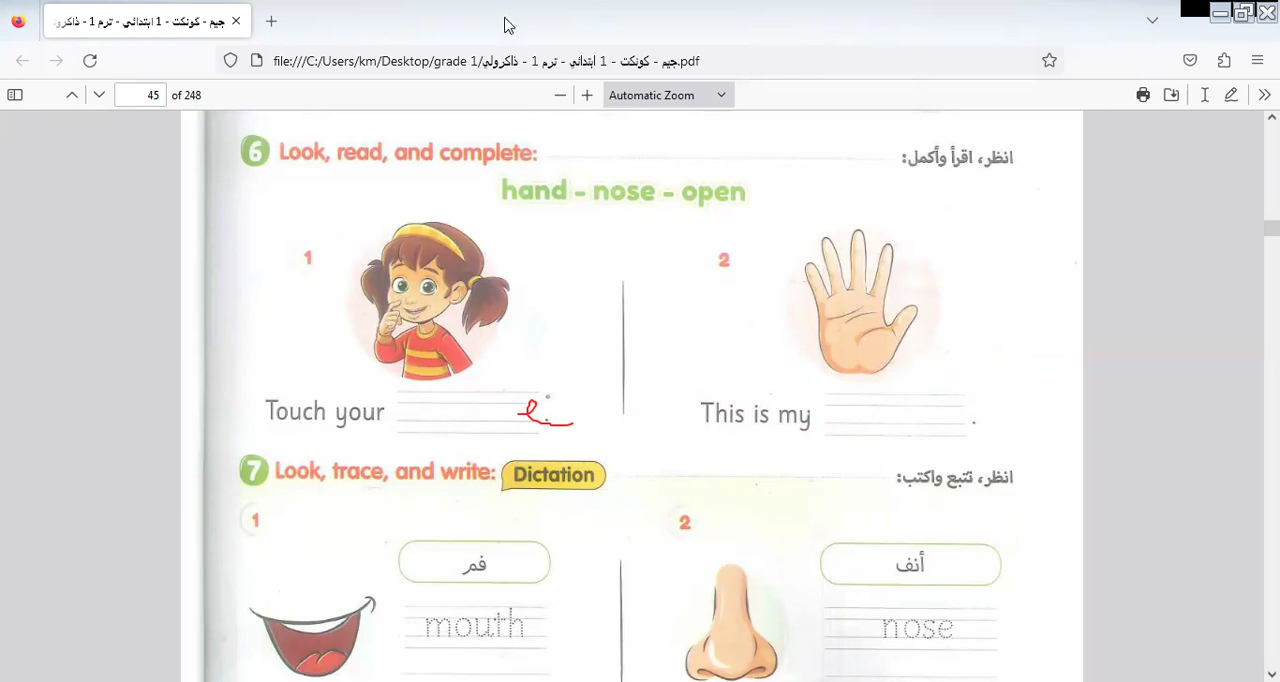 جيم - كونكت - 1 ابتدائي - ترم 1 - ذاكرولي
file:///C:/Users/km/Desktop/grade 1/جيم - كونكت - 1 ابتدائي - ترم 1 - ذاكرولي.pdf
45 of 248
Automatic Zoom
6 Look, read, and complete: انظر، اقرأ وأكمل:
hand - nose - open
1
2
Touch your e.
This is my .
7 Look, trace, and write: Dictation انظر، تتبع واكتب:
1
2
فم
أنف
mouth
nose